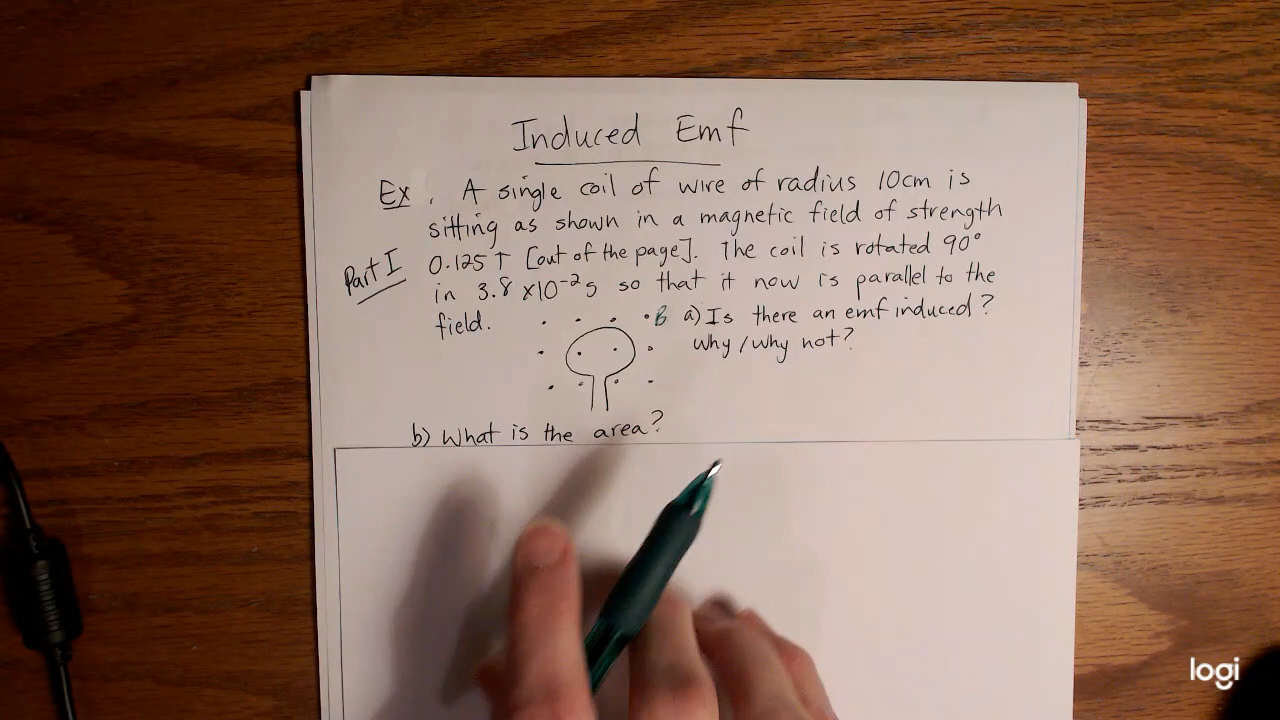 Induced Emf
Ex. A single coil of wire of radius 10cm is
sitting as shown in a magnetic field of strength
Part I
0.125 T [out of the page]. The coil is rotated 90°
in 3.8 x10⁻²s so that it now is parallel to the
field.
B
a) Is there an emf induced?
Why/why not?
b) What is the area?
logi